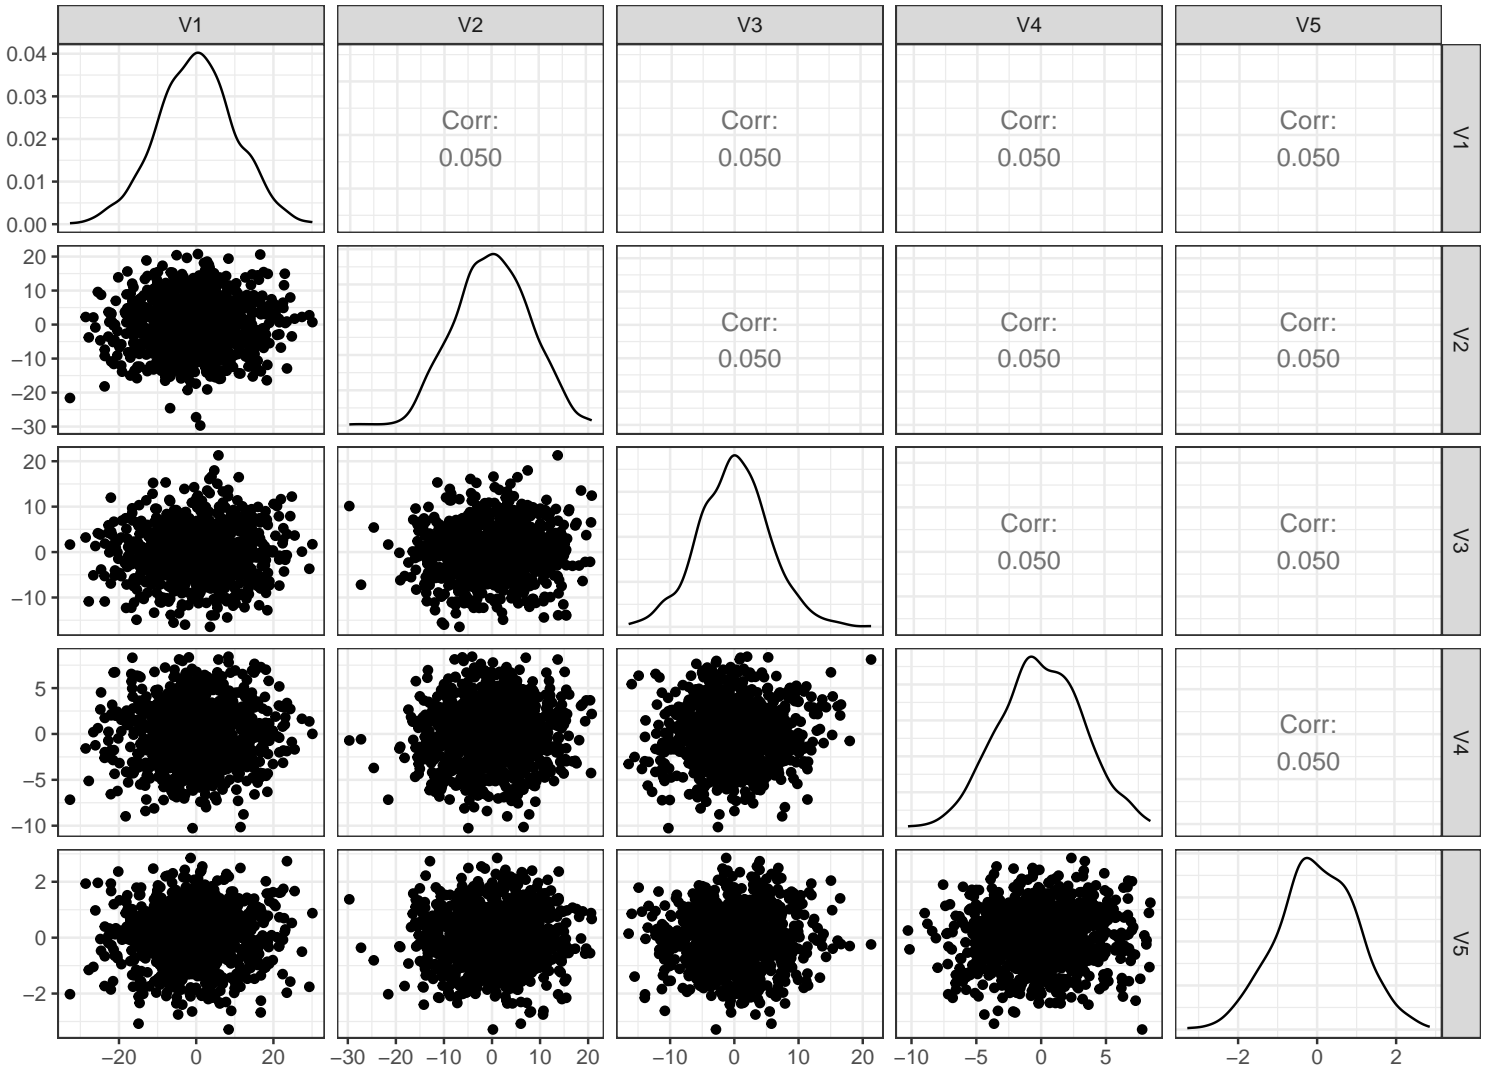 V1 V2 V3 V4 V5
0.04
0.03
0.02
0.01
0.00
Corr: Corr: Corr: Corr:
0.050 0.050 0.050 0.050
V1
20
10
0
−10
−20
−30
Corr: Corr: Corr:
0.050 0.050 0.050
V2
20
10
0
−10
Corr: Corr:
0.050 0.050
V3
5
0
−5
−10
Corr:
0.050
V4
2
0
−2
V5
−20 0 20 −30 −20 −10 0 10 20 −10 0 10 20 −10 −5 0 5 −2 0 2